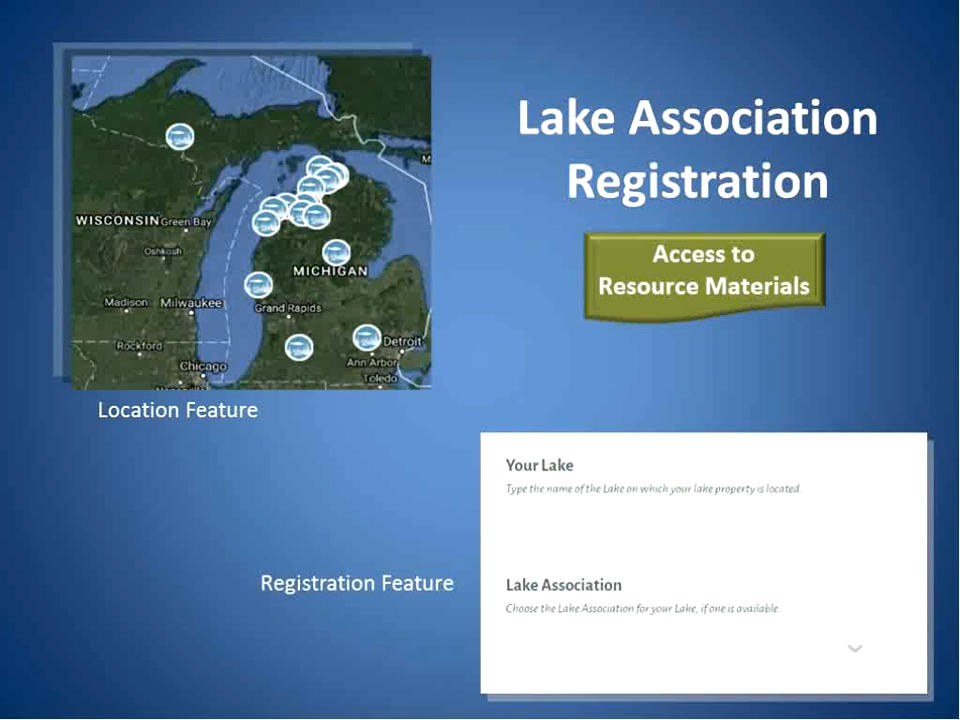 Lake Association
Registration
Access to
Resource Materials
WISCONSIN
Green Bay
Oshkosh
MICHIGAN
Madison
Milwaukee
Grand Rapids
Rockford
Detroit
Ann Arbor
Chicago
Toledo
Location Feature
Your Lake
Type the name of the Lake on which your lake property is located.
Registration Feature
Lake Association
Choose the Lake Association for your Lake, if one is available.